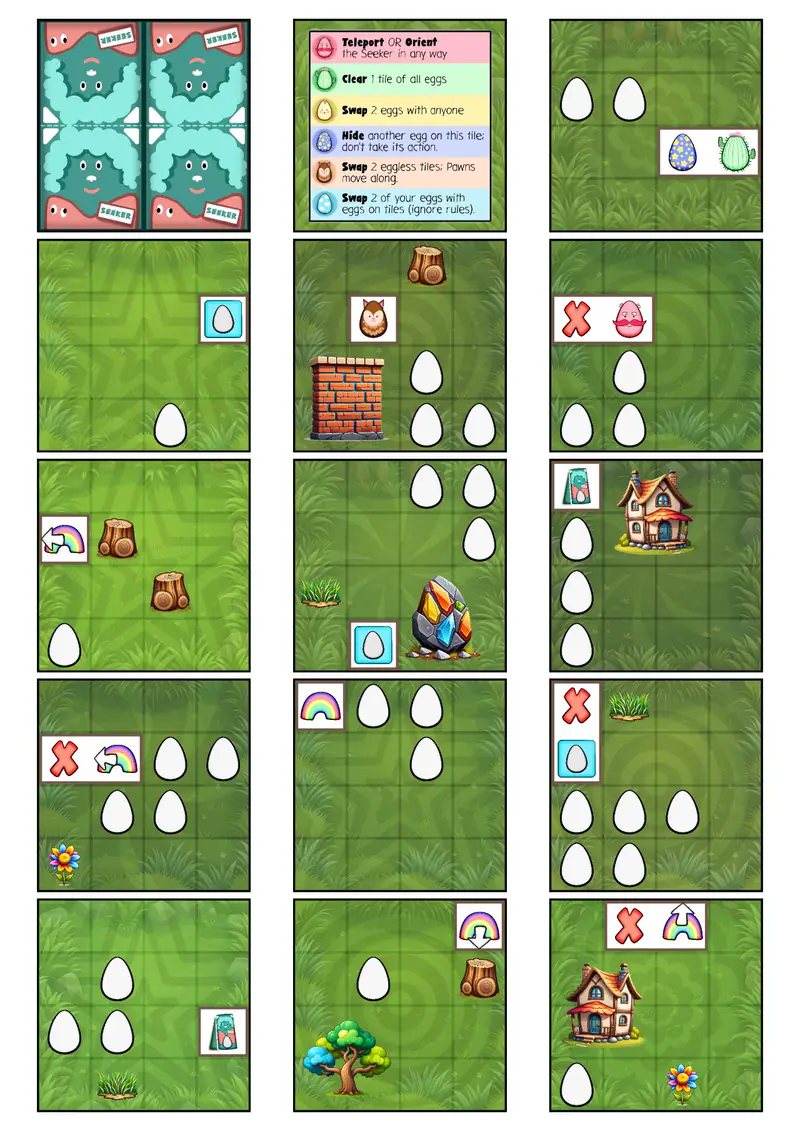 SEEKER
SEEKER
SEEKER
SEEKER
Teleport OR Orient
the Seeker in any way
Clear 1 tile of all eggs
Swap 2 eggs with anyone
Hide another egg on this tile;
don't take its action.
Swap 2 eggless tiles; Pawns
move along.
Swap 2 of your eggs with
eggs on tiles (ignore rules).